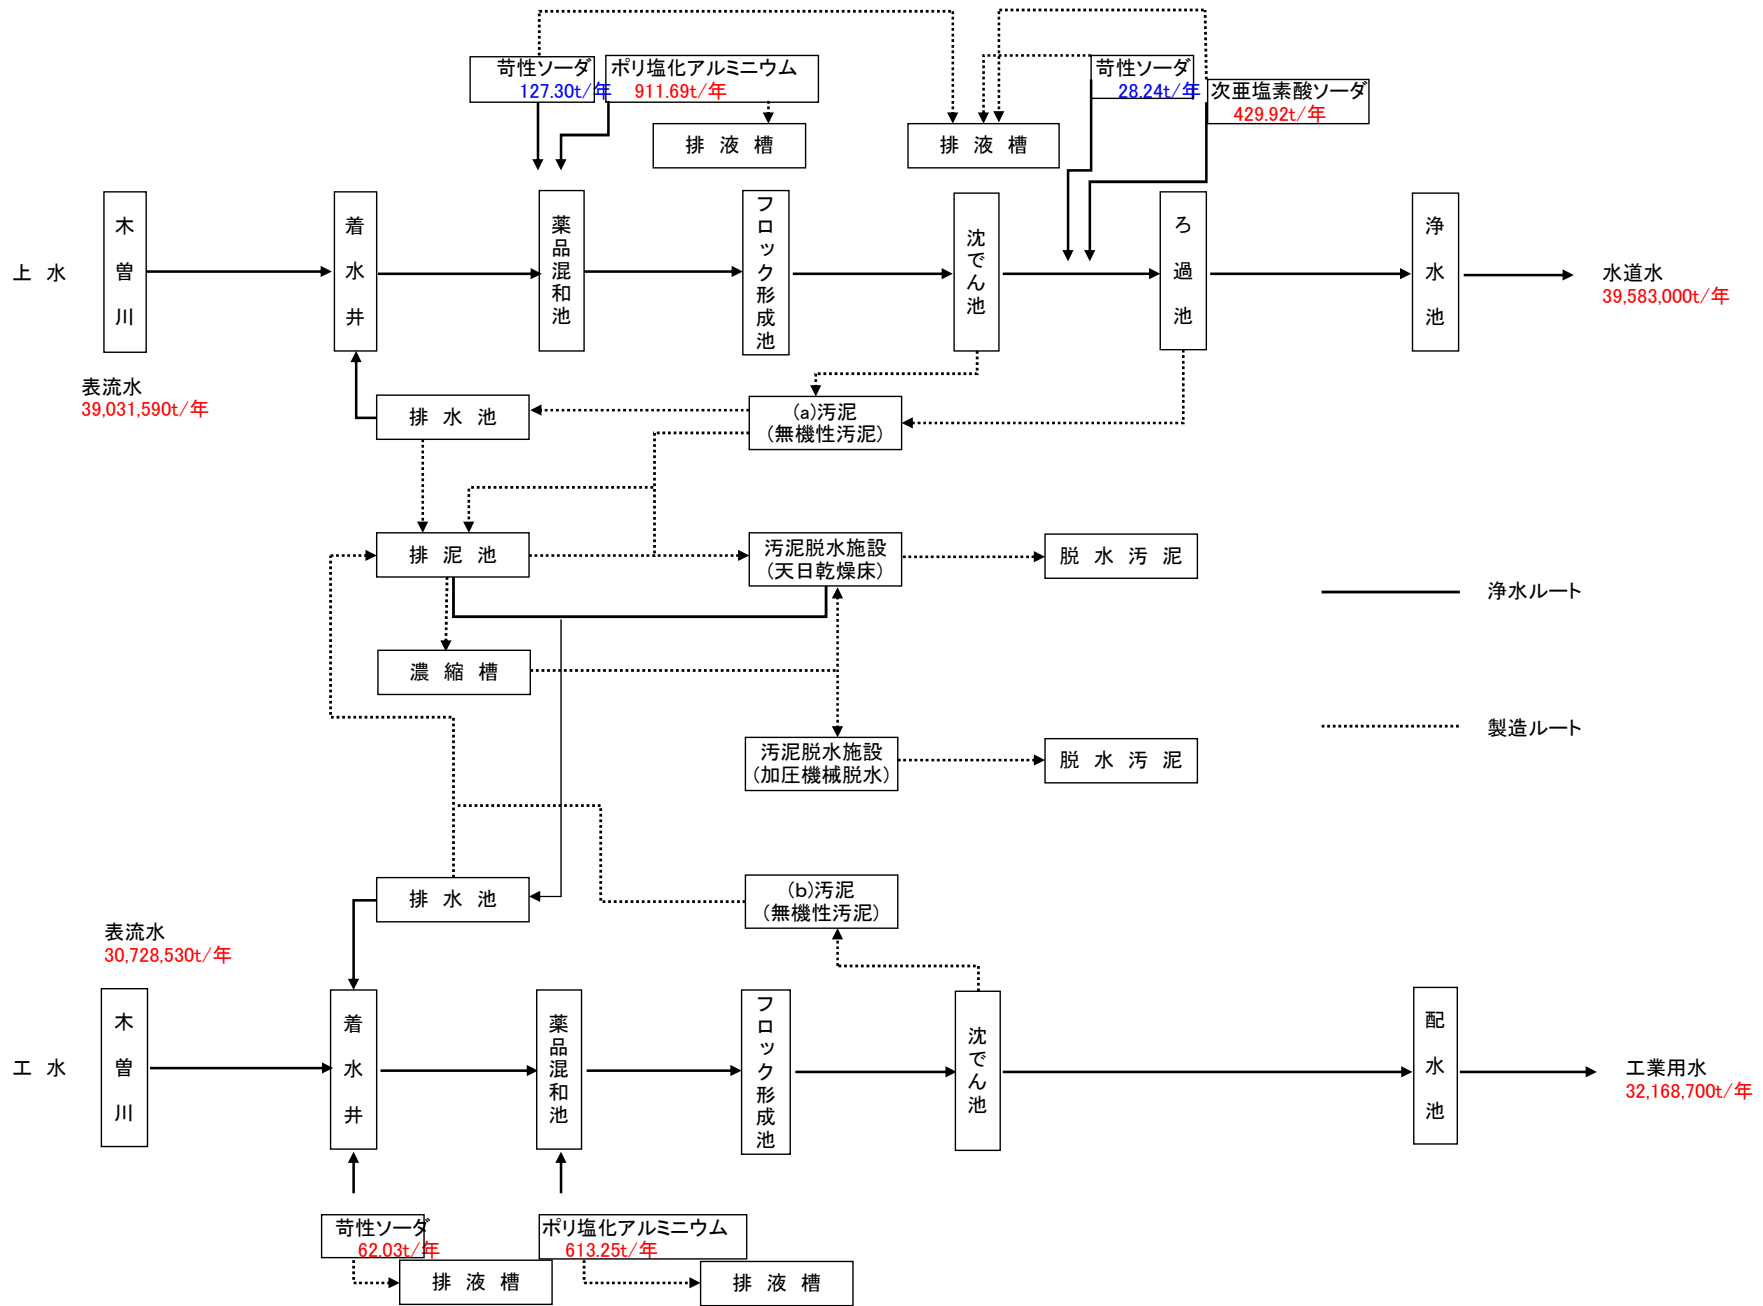 苛性ソーダ
127.30t/年
ポリ塩化アルミニウム
911.69t/年
苛性ソーダ
28.24t/年
次亜塩素酸ソーダ
429.92t/年
排液槽
排液槽
上水
木曽川
着水井
薬品混和池
フロック形成池
沈でん池
ろ過池
浄水池
水道水
39,583,000t/年
表流水
39,031,590t/年
排水池
(a)汚泥
(無機性汚泥)
排泥池
汚泥脱水施設
(天日乾燥床)
脱水汚泥
浄水ルート
濃縮槽
製造ルート
汚泥脱水施設
(加圧機械脱水)
脱水汚泥
排水池
(b)汚泥
(無機性汚泥)
表流水
30,728,530t/年
工水
木曽川
着水井
薬品混和池
フロック形成池
沈でん池
配水池
工業用水
32,168,700t/年
苛性ソーダ
62.03t/年
ポリ塩化アルミニウム
613.25t/年
排液槽
排液槽